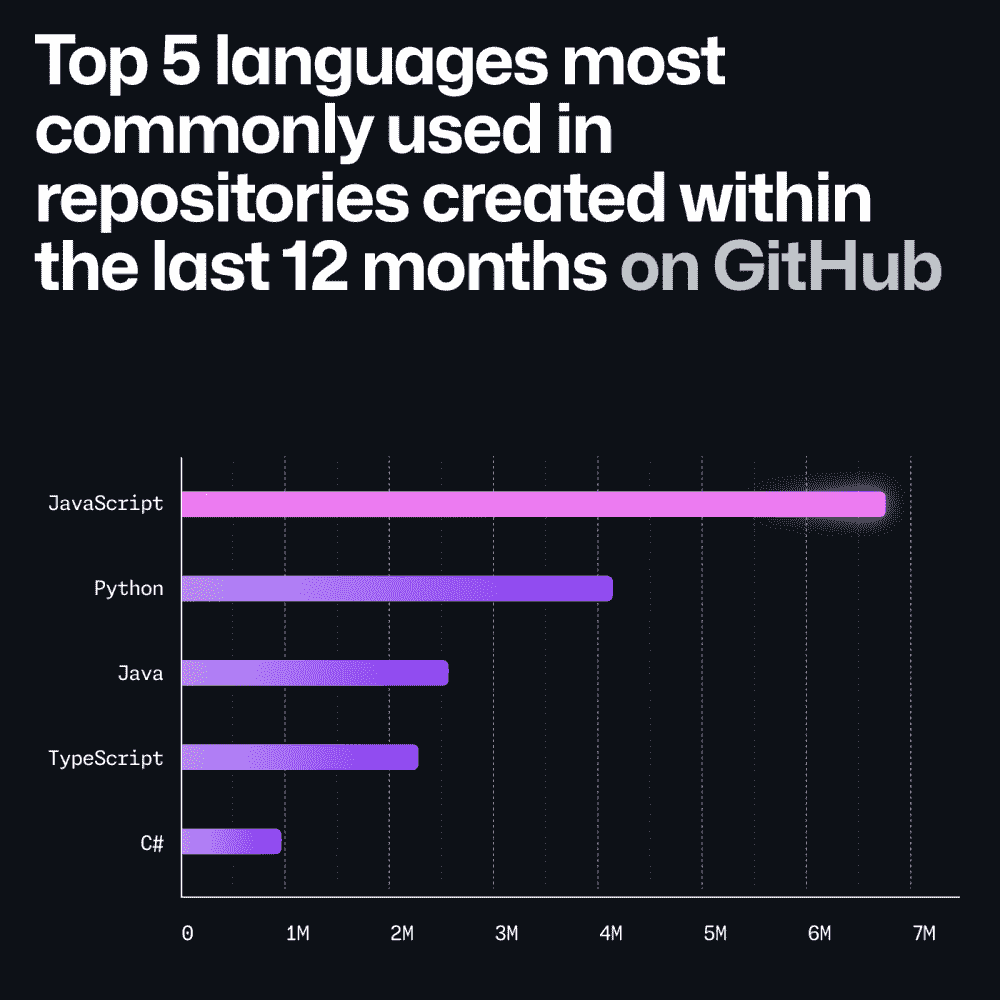 Top 5 languages most
commonly used in
repositories created within
the last 12 months on GitHub
JavaScript
Python
Java
TypeScript
C#
0 1M 2M 3M 4M 5M 6M 7M